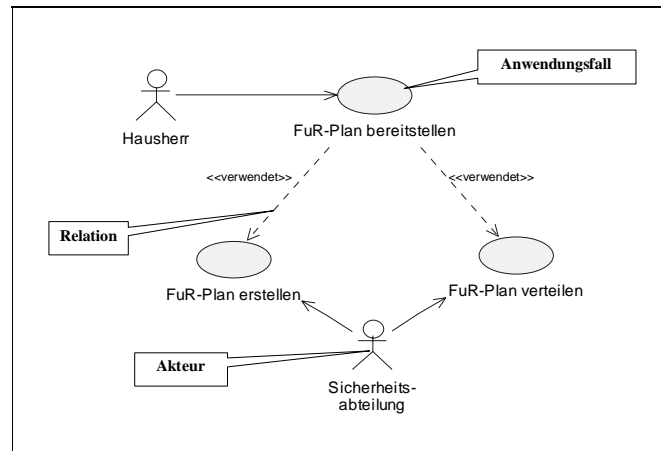 Anwendungsfall
Hausherr
FuR-Plan bereitstellen
<<verwendet>>
<<verwendet>>
Relation
FuR-Plan erstellen
FuR-Plan verteilen
Akteur
Sicherheits-
abteilung